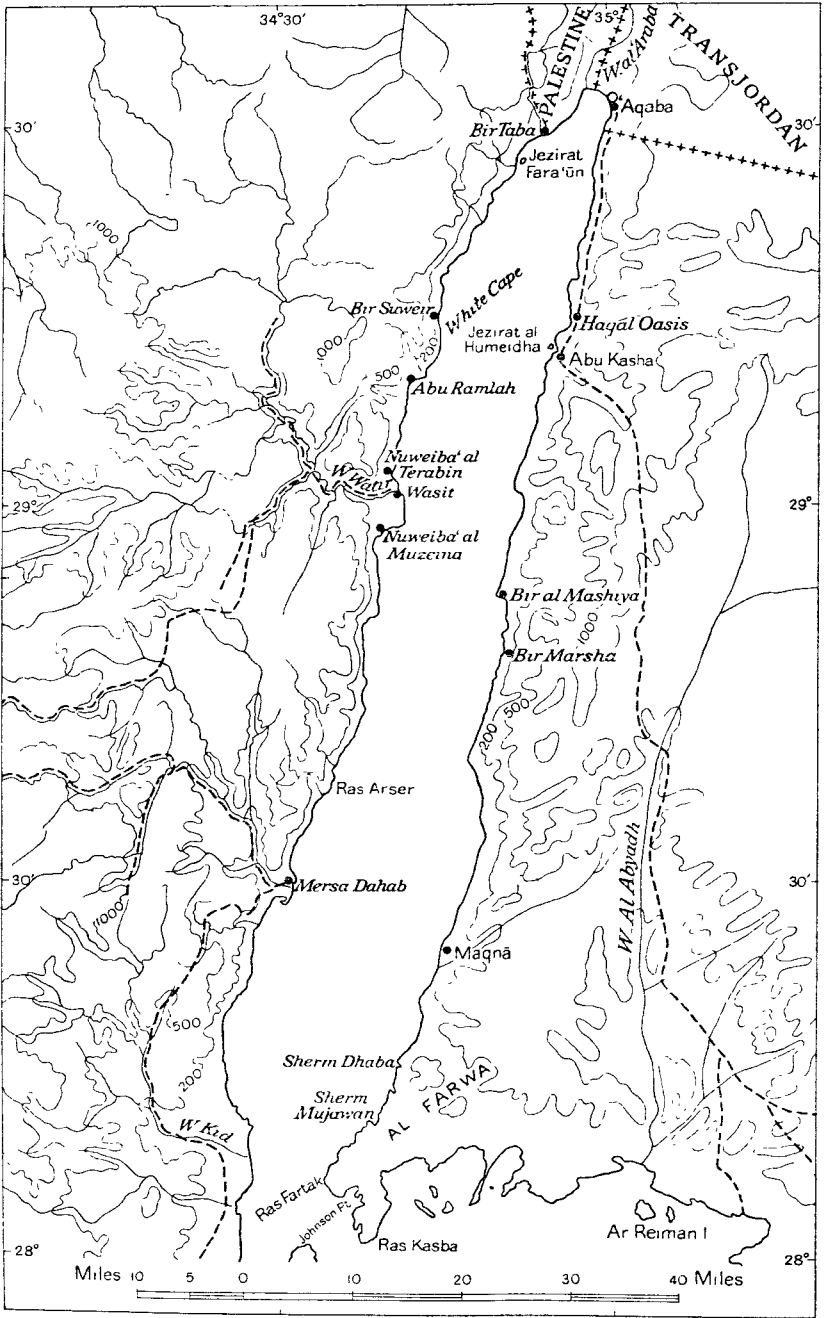 34°30'
35°
PALESTINE
W. al 'Araba
TRANSJORDAN
30'
30'
'Aqaba
Bir Taba
Jezirat
Fara'ūn
1000
Bir Suweir
White Cape
Haqál Oasis
Jezirat al
Humeidha
Abu Kasha
1000
500
200
Abu Ramlah
Nuweiba' al
Terabin
W. Watir
Wasit
29°
29°
Nuweiba' al
Muzeina
Bir al Mashiya
1000
Bir Marsha
200
500
Ras Arser
30'
30'
Mersa Dahab
1000
W. Al Abyadh
Maqnā
500
200
Sherm Dhaba
Sherm
Mujawan
AL FARWA
W. Kid
Ras Fartak
Johnson Pt.
Ras Kasba
Ar Reiman I
28°
28°
Miles 10 5 0 10 20 30 40 Miles